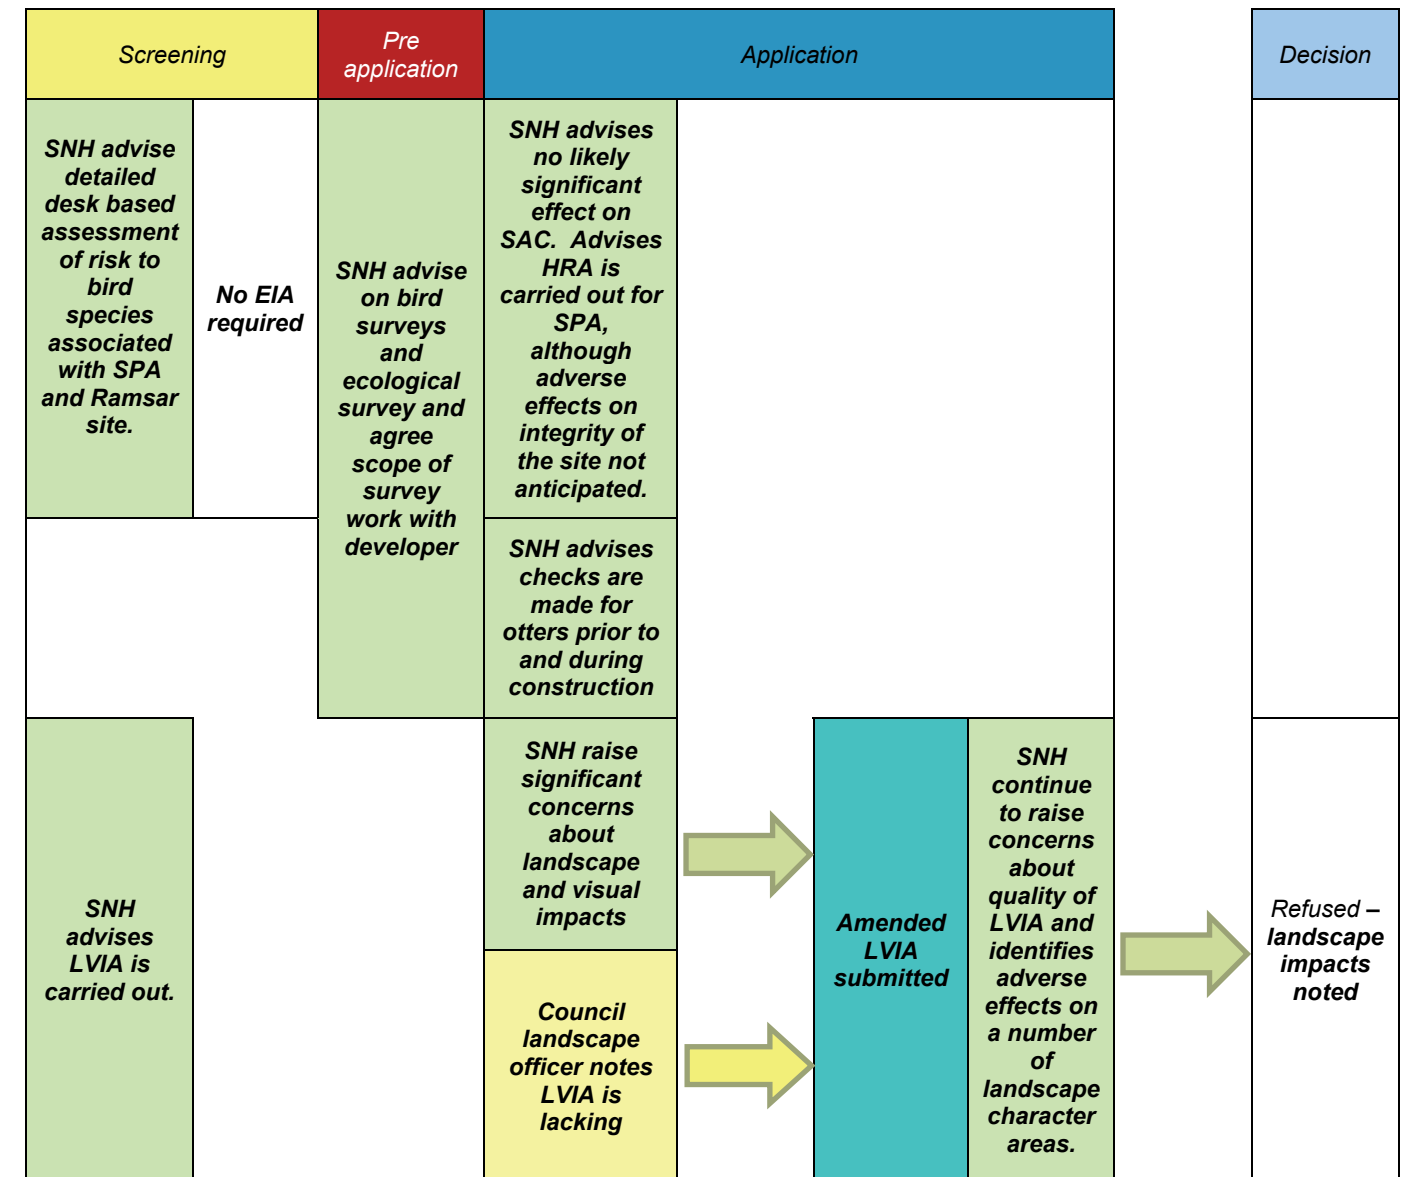 Screening
Pre
application
Application
Decision
SNH advise
detailed
desk based
assessment
of risk to
bird
species
associated
with SPA
and Ramsar
site.
No EIA
required
SNH advise
on bird
surveys
and
ecological
survey and
agree
scope of
survey
work with
developer
SNH advises
no likely
significant
effect on
SAC.  Advises
HRA is
carried out for
SPA,
although
adverse
effects on
integrity of
the site not
anticipated.
SNH advises
checks are
made for
otters prior to
and during
construction
SNH
advises
LVIA is
carried out.
SNH raise
significant
concerns
about
landscape
and visual
impacts
Council
landscape
officer notes
LVIA is
lacking
Amended
LVIA
submitted
SNH
continue
to raise
concerns
about
quality of
LVIA and
identifies
adverse
effects on
a number
of
landscape
character
areas.
Refused –
landscape
impacts
noted